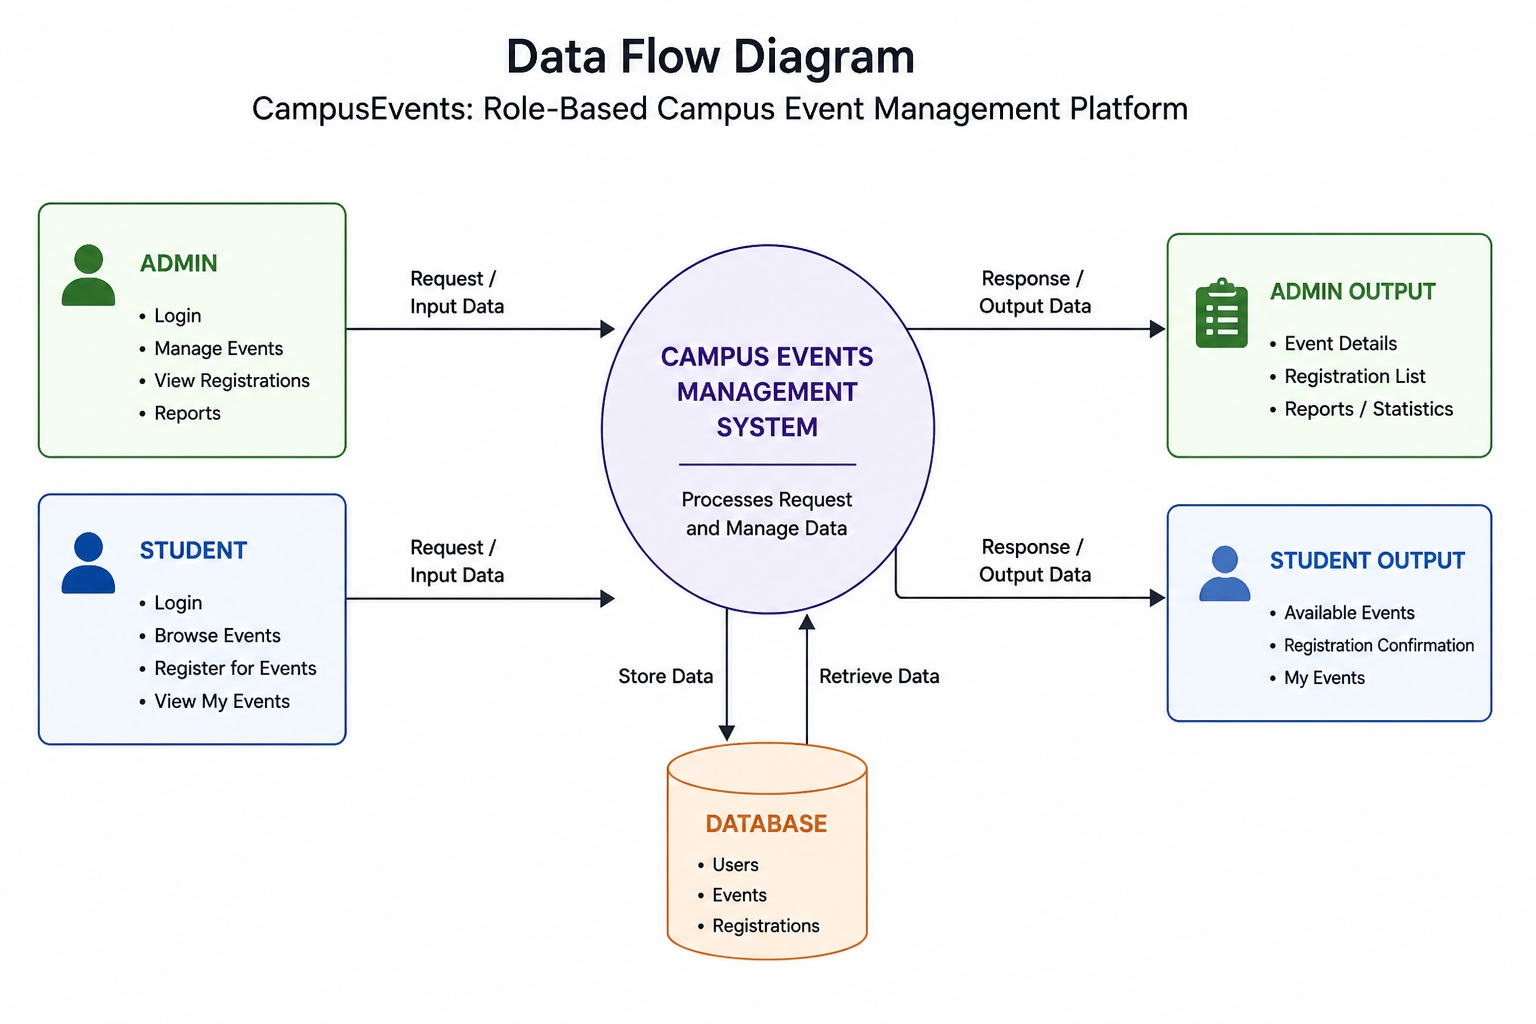 Data Flow Diagram
CampusEvents: Role-Based Campus Event Management Platform
ADMIN
• Login
• Manage Events
• View Registrations
• Reports
Request /
Input Data
CAMPUS EVENTS
MANAGEMENT
SYSTEM
Processes Request
and Manage Data
Response /
Output Data
ADMIN OUTPUT
• Event Details
• Registration List
• Reports / Statistics
STUDENT
• Login
• Browse Events
• Register for Events
• View My Events
Request /
Input Data
Response /
Output Data
STUDENT OUTPUT
• Available Events
• Registration Confirmation
• My Events
Store Data
Retrieve Data
DATABASE
• Users
• Events
• Registrations